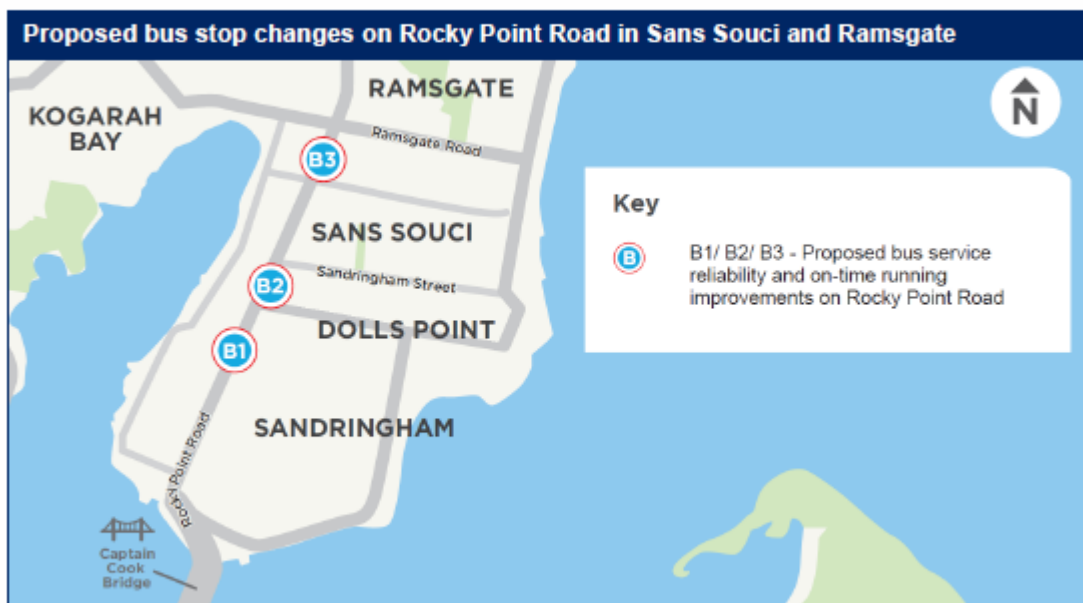 Proposed bus stop changes on Rocky Point Road in Sans Souci and Ramsgate
RAMSGATE
N
KOGARAH
BAY
Ramsgate Road
B3
Key
SANS SOUCI
B
B1/ B2/ B3 - Proposed bus service
reliability and on-time running
improvements on Rocky Point Road
Sandringham Street
B2
DOLLS POINT
B1
SANDRINGHAM
Rocky Point Road
Captain
Cook
Bridge